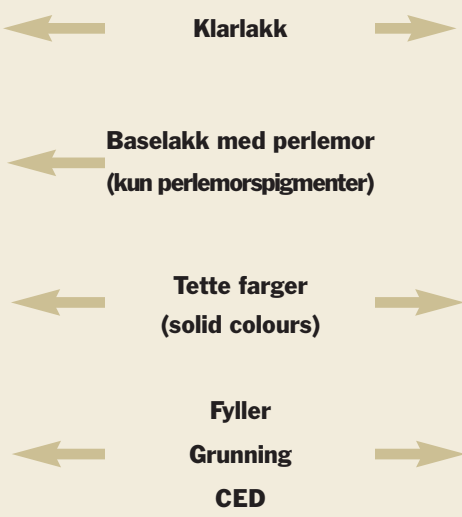 Klarlakk
Baselakk med perlemor
(kun perlemorspigmenter)
Tette farger
(solid colours)
Fyller
Grunning
CED